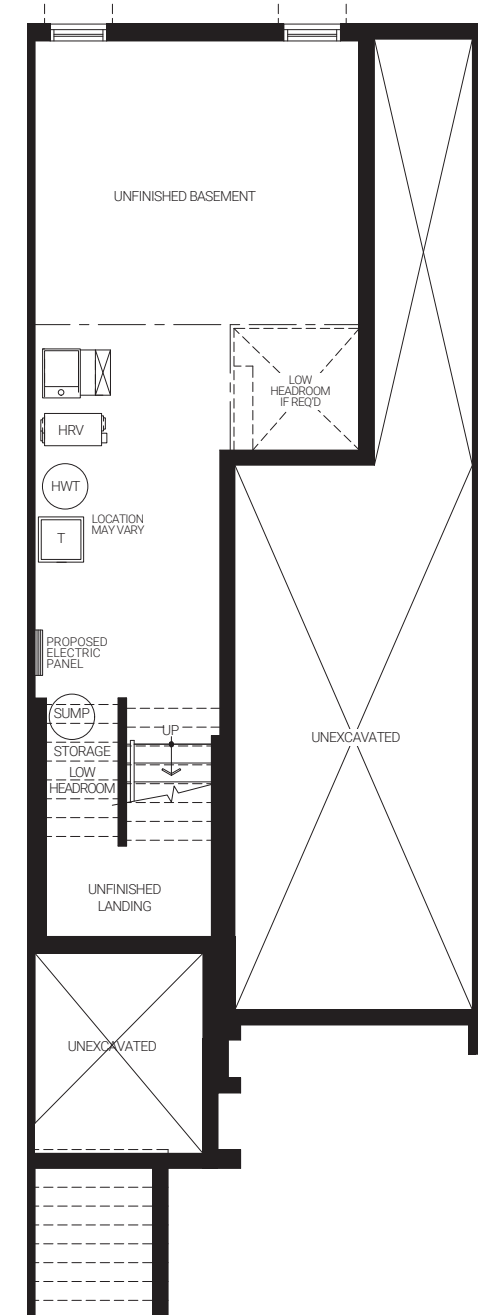 UNFINISHED BASEMENT
LOW
HEADROOM
IF REQ'D
HRV
HWT
LOCATION
MAY VARY
T
PROPOSED
ELECTRIC
PANEL
SUMP
UP
STORAGE
LOW
HEADROOM
UNEXCAVATED
UNFINISHED
LANDING
UNEXCAVATED